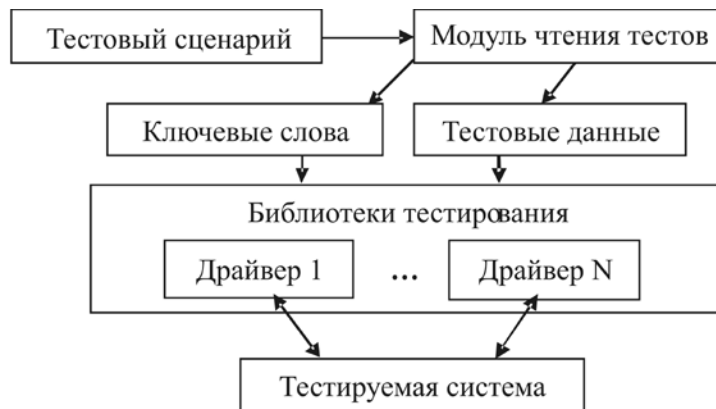 Тестовый сценарий
Модуль чтения тестов
Ключевые слова
Тестовые данные
Библиотеки тестирования
Драйвер 1
...
Драйвер N
Тестируемая система